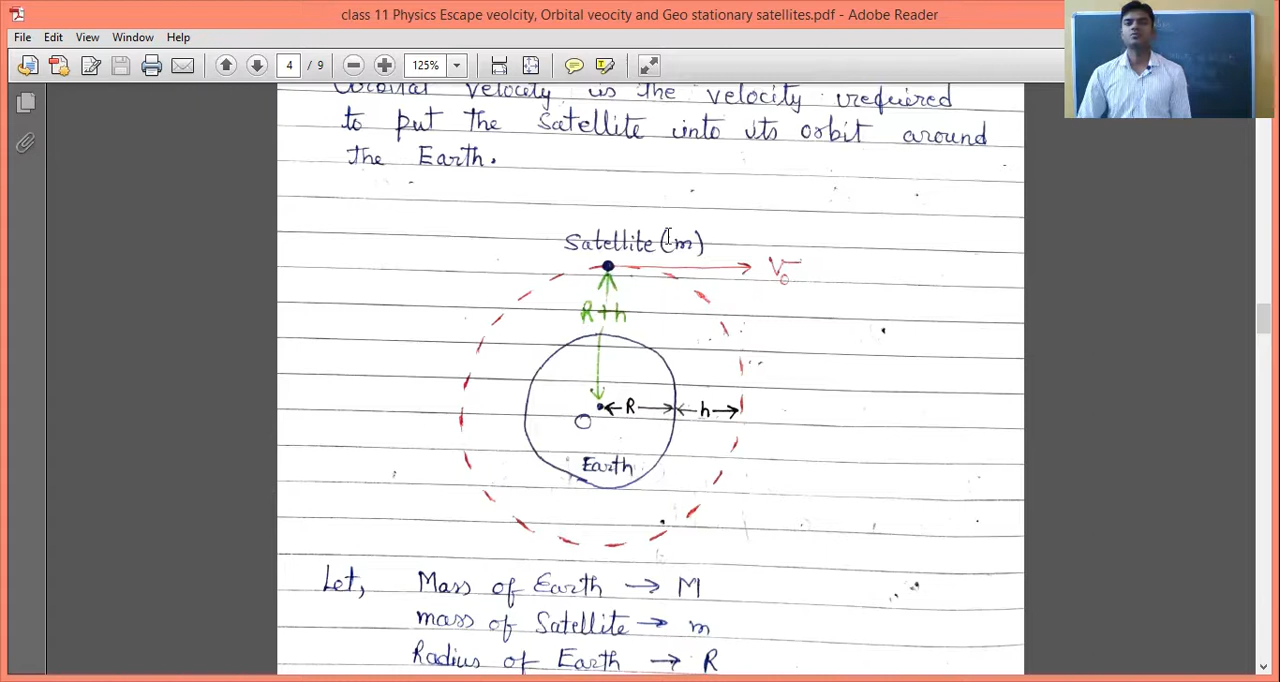 class 11 Physics Escape veolcity, Orbital veocity and Geo stationary satellites.pdf - Adobe Reader
File Edit View Window Help
4 / 9 125%
Orbital velocity is the velocity required
to put the Satellite into its orbit around
the Earth.
Satellite (m)
V₀
R+h
R h
O
Earth
Let, Mass of Earth → M
mass of Satellite → m
Radius of Earth → R